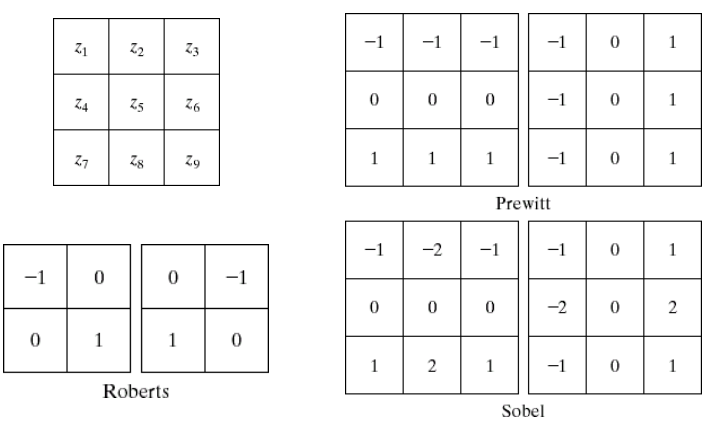 z1 z2 z3
z4 z5 z6
z7 z8 z9
−1 −1 −1
0 0 0
1 1 1
−1 0 1
−1 0 1
−1 0 1
Prewitt
−1 0
0 1
0 −1
1 0
Roberts
−1 −2 −1
0 0 0
1 2 1
−1 0 1
−2 0 2
−1 0 1
Sobel